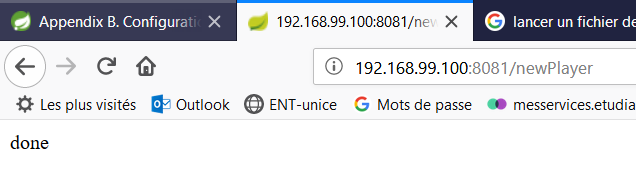 Appendix B. Configurati
192.168.99.100:8081/new
lancer un fichier de
192.168.99.100:8081/newPlayer
Les plus visités
Outlook
ENT-unice
Mots de passe
messervices.etudia
done